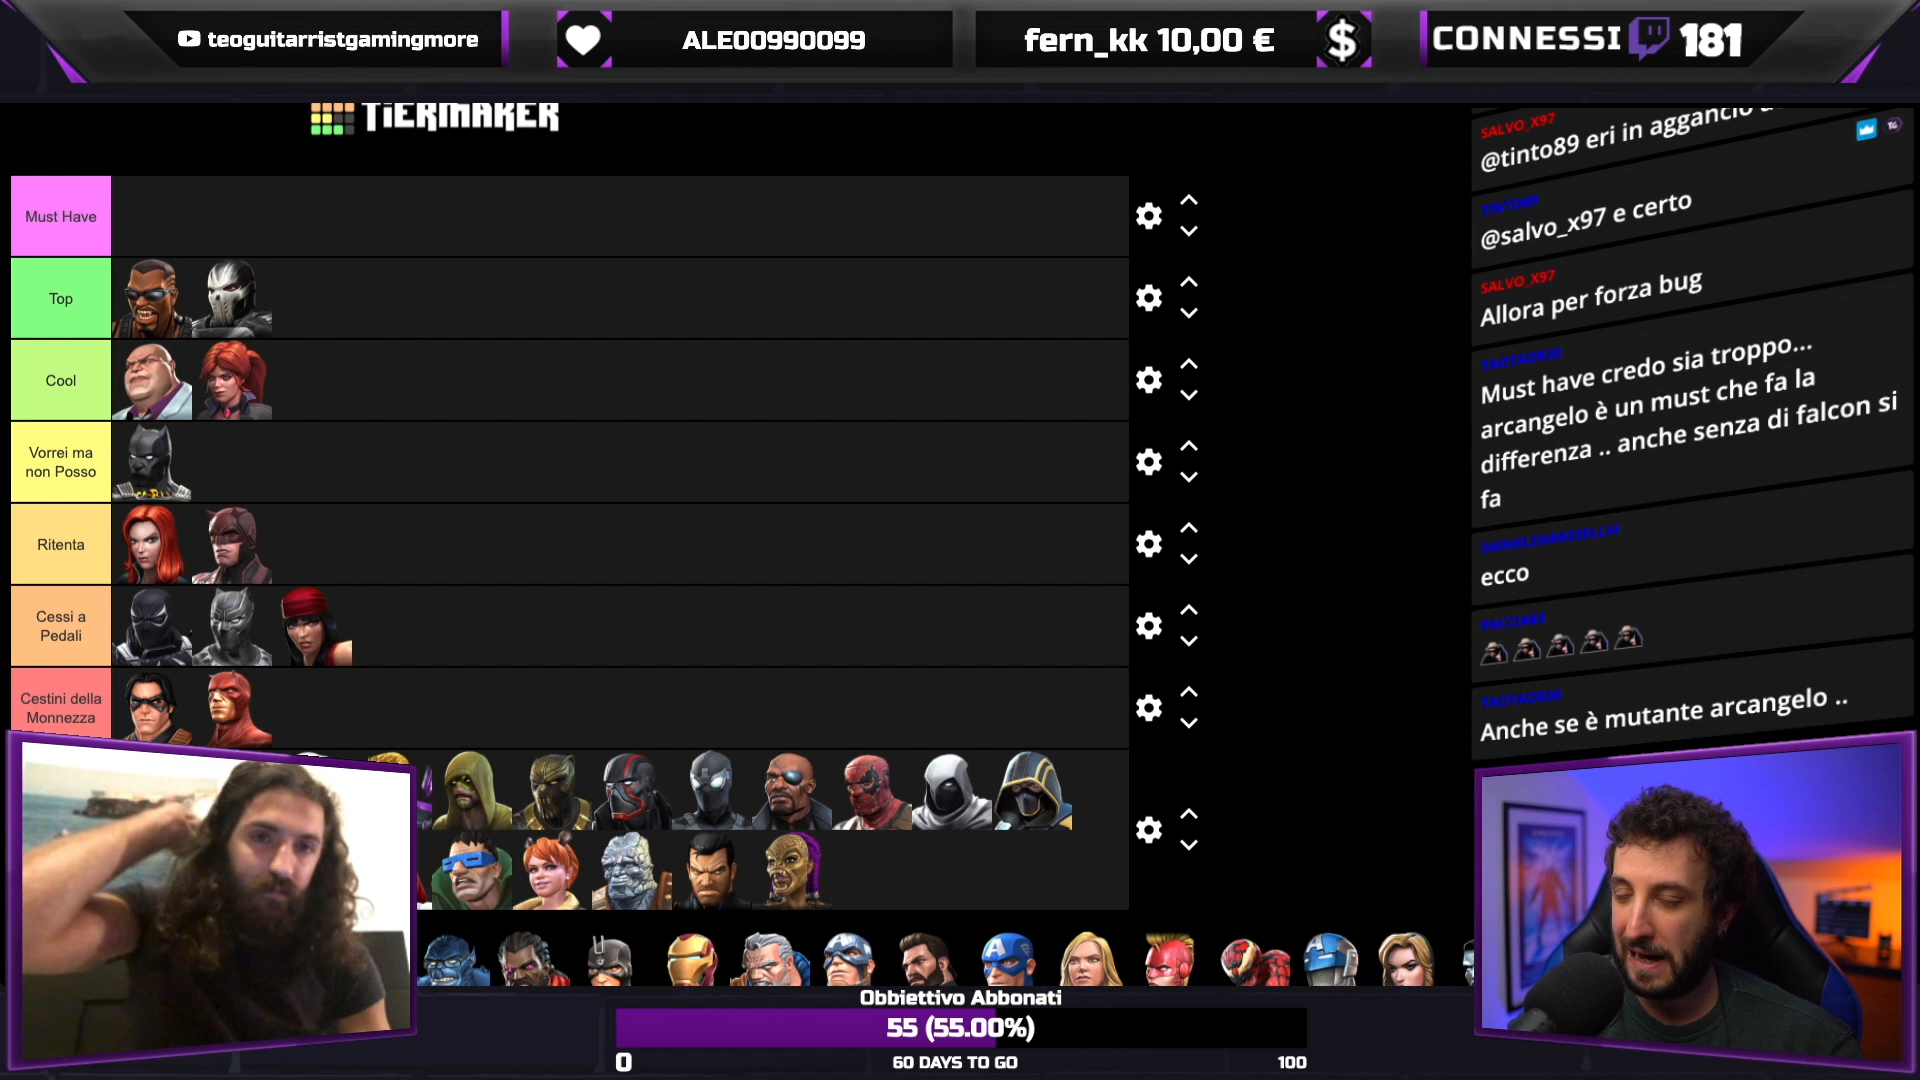 teoguitarristgamingmore
ALE00990099
fern_kk 10,00 €
CONNESSI 181
TIERMAKER
Must Have
Top
Cool
Vorrei ma
non Posso
Ritenta
Cessi a
Pedali
Cestini della
Monnezza
SALVO_X97
@tinto89 eri in aggancio
TINTO89
@salvo_x97 e certo
SALVO_X97
Allora per forza bug
Must have credo sia troppo...
arcangelo è un must che fa la
differenza .. anche senza di falcon si
fa
ecco
Anche se è mutante arcangelo ..
Obbiettivo Abbonati
55 (55.00%)
0
60 DAYS TO GO
100